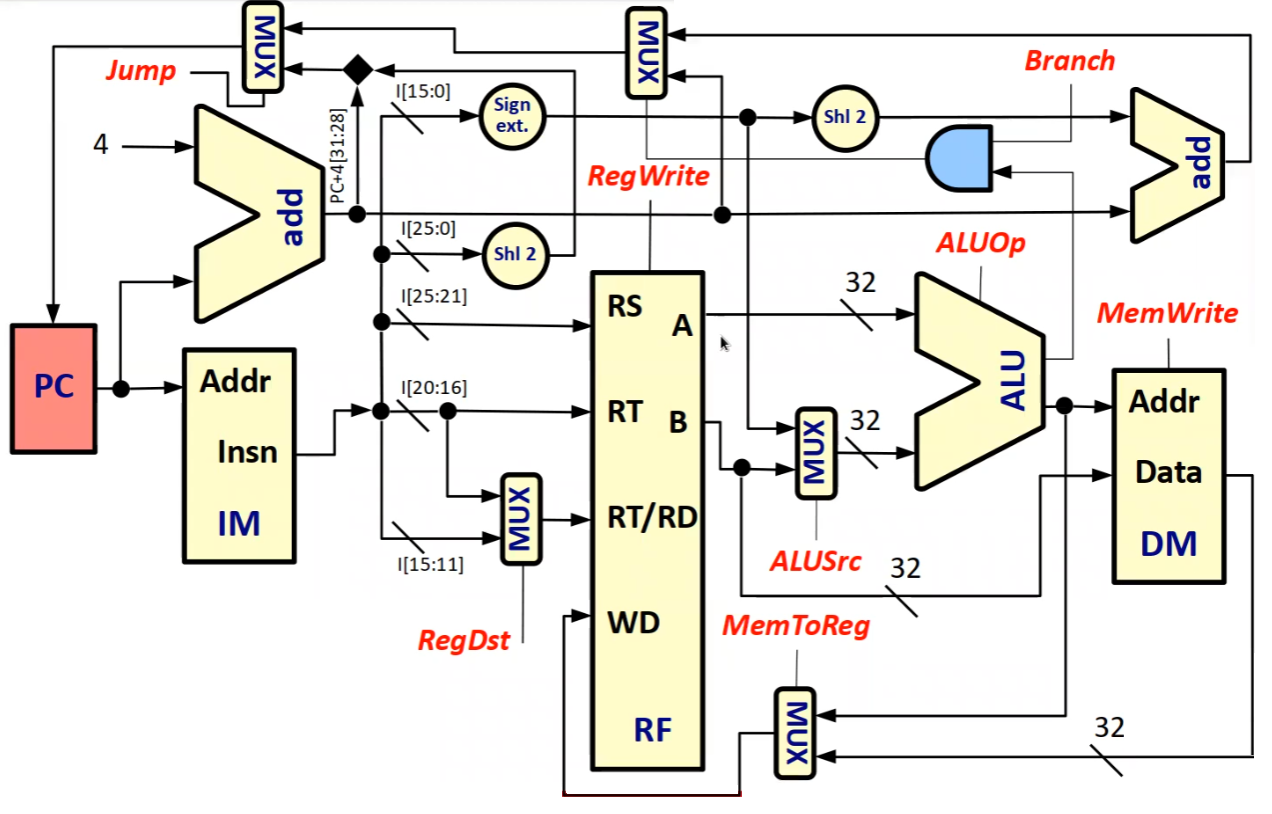 MUX
MUX
Jump
Branch
I[15:0]
Sign
ext.
Shl 2
4
PC+4[31:28]
add
RegWrite
add
I[25:0]
Shl 2
ALUOp
I[25:21]
32
RS
A
MemWrite
PC
Addr
Insn
IM
I[20:16]
RT
B
ALU
Addr
Data
DM
MUX
32
MUX
RT/RD
I[15:11]
ALUSrc
32
RegDst
WD
MemToReg
RF
MUX
32